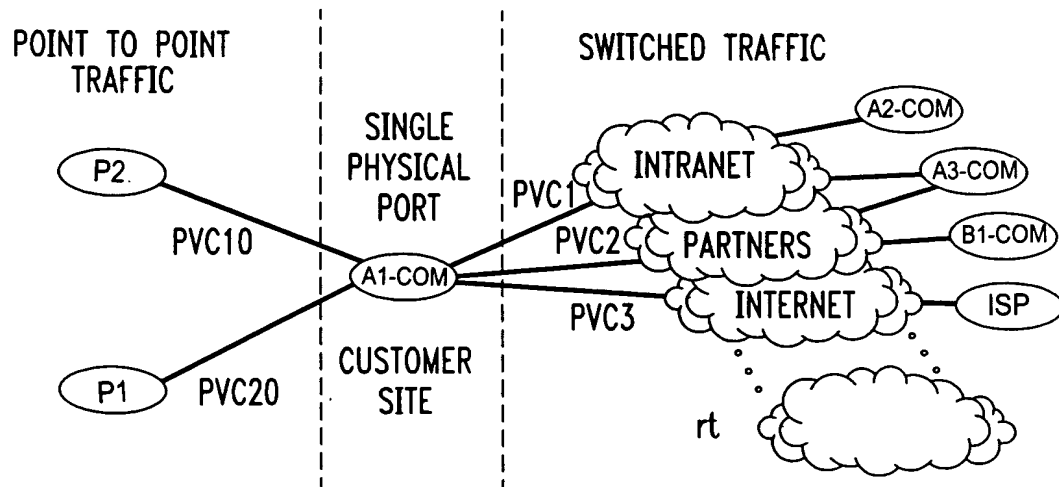 POINT TO POINT
TRAFFIC
SWITCHED TRAFFIC
SINGLE
PHYSICAL
PORT
CUSTOMER
SITE
P2.
PVC10
P1
PVC20
A1-COM
PVC1
PVC2
PVC3
INTRANET
PARTNERS
INTERNET
A2-COM
A3-COM
B1-COM
ISP
rt